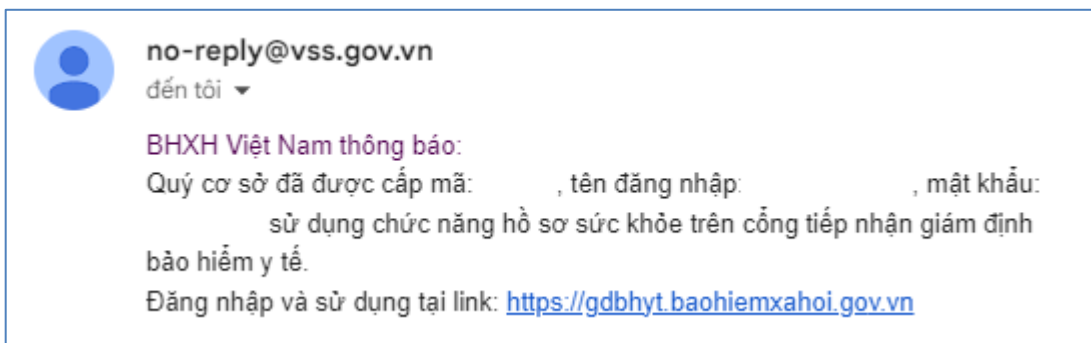 no-reply@vss.gov.vn
đến tôi
BHXH Việt Nam thông báo:
Quý cơ sở đã được cấp mã: , tên đăng nhập: , mật khẩu:
sử dụng chức năng hồ sơ sức khỏe trên cổng tiếp nhận giám định
bảo hiểm y tế.
Đăng nhập và sử dụng tại link: https://gdbhyt.baohiemxahoi.gov.vn